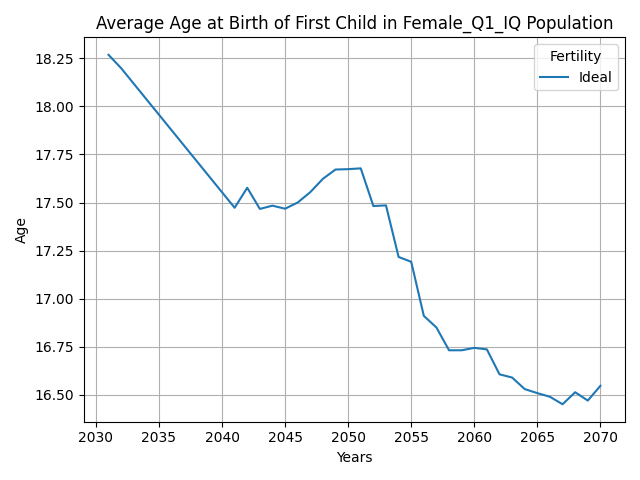 Average Age at Birth of First Child in Female_Q1_IQ Population
Fertility
Ideal
18.25
18.00
17.75
17.50
17.25
17.00
16.75
16.50
Age
2030 2035 2040 2045 2050 2055 2060 2065 2070
Years